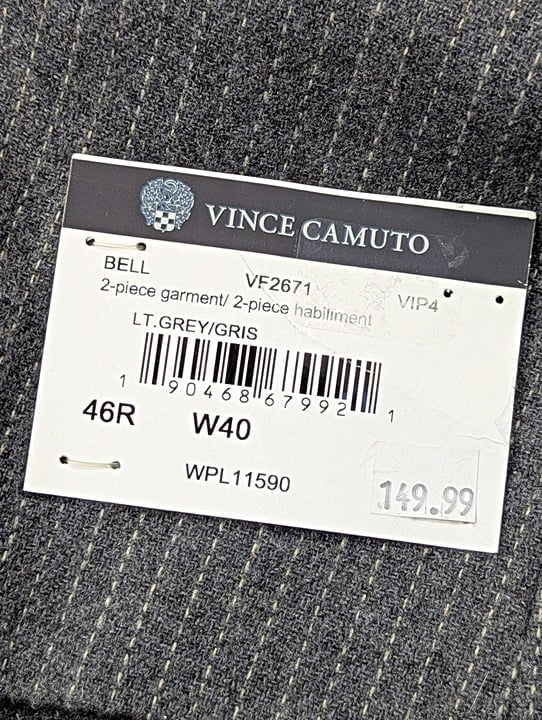 VINCE CAMUTO
BELL VF2671 VIP4
2-piece garment/ 2-piece habiliment
LT.GREY/GRIS
1 90468 67992 1
46R W40
WPL11590
149.99